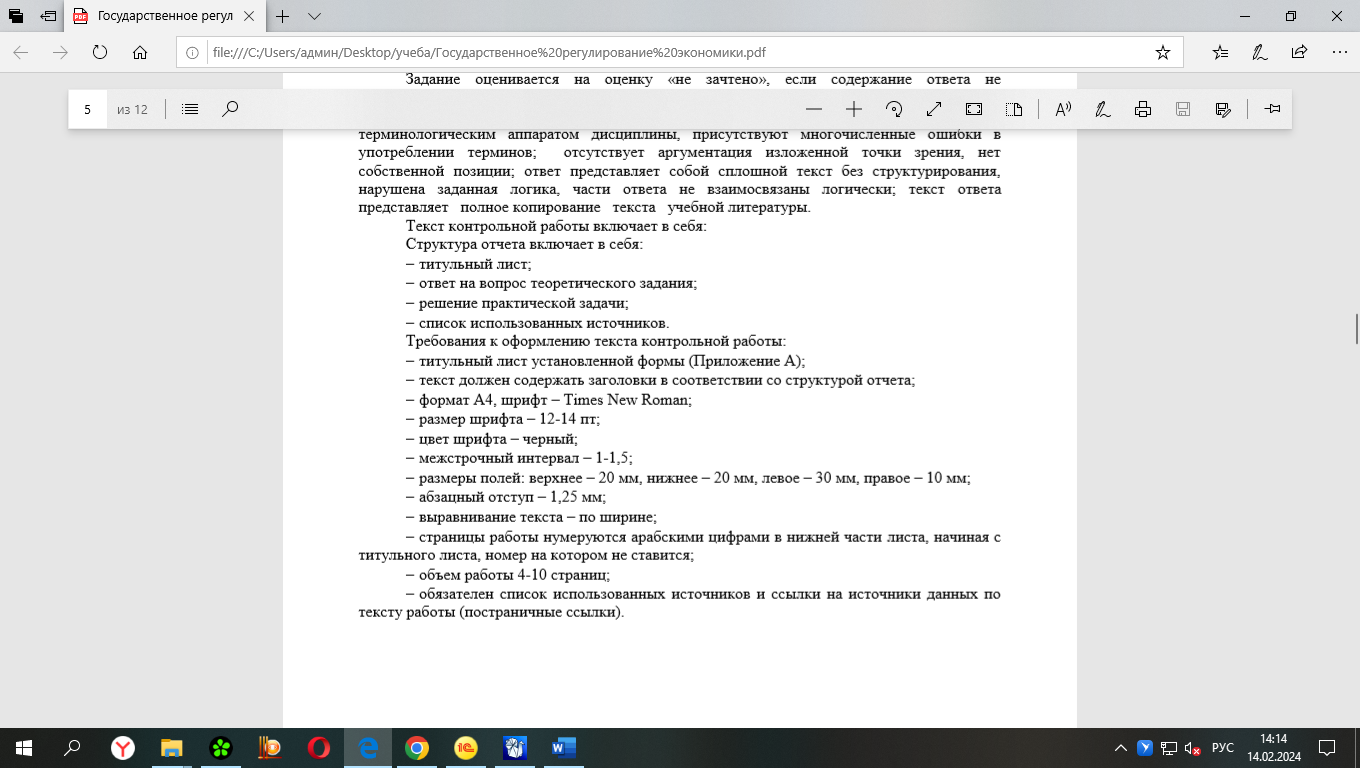 Государственное регул
file:///C:/Users/админ/Desktop/учеба/Государственное%20регулирование%20экономики.pdf
Задание оценивается на оценку «не зачтено», если содержание ответа не
5 из 12
терминологическим аппаратом дисциплины, присутствуют многочисленные ошибки в
употреблении терминов; отсутствует аргументация изложенной точки зрения, нет
собственной позиции; ответ представляет собой сплошной текст без структурирования,
нарушена заданная логика, части ответа не взаимосвязаны логически; текст ответа
представляет полное копирование текста учебной литературы.
Текст контрольной работы включает в себя:
Структура отчета включает в себя:
– титульный лист;
– ответ на вопрос теоретического задания;
– решение практической задачи;
– список использованных источников.
Требования к оформлению текста контрольной работы:
– титульный лист установленной формы (Приложение А);
– текст должен содержать заголовки в соответствии со структурой отчета;
– формат А4, шрифт – Times New Roman;
– размер шрифта – 12-14 пт;
– цвет шрифта – черный;
– межстрочный интервал – 1-1,5;
– размеры полей: верхнее – 20 мм, нижнее – 20 мм, левое – 30 мм, правое – 10 мм;
– абзацный отступ – 1,25 мм;
– выравнивание текста – по ширине;
– страницы работы нумеруются арабскими цифрами в нижней части листа, начиная с
титульного листа, номер на котором не ставится;
– объем работы 4-10 страниц;
– обязателен список использованных источников и ссылки на источники данных по
тексту работы (постраничные ссылки).
РУС
14:14
14.02.2024